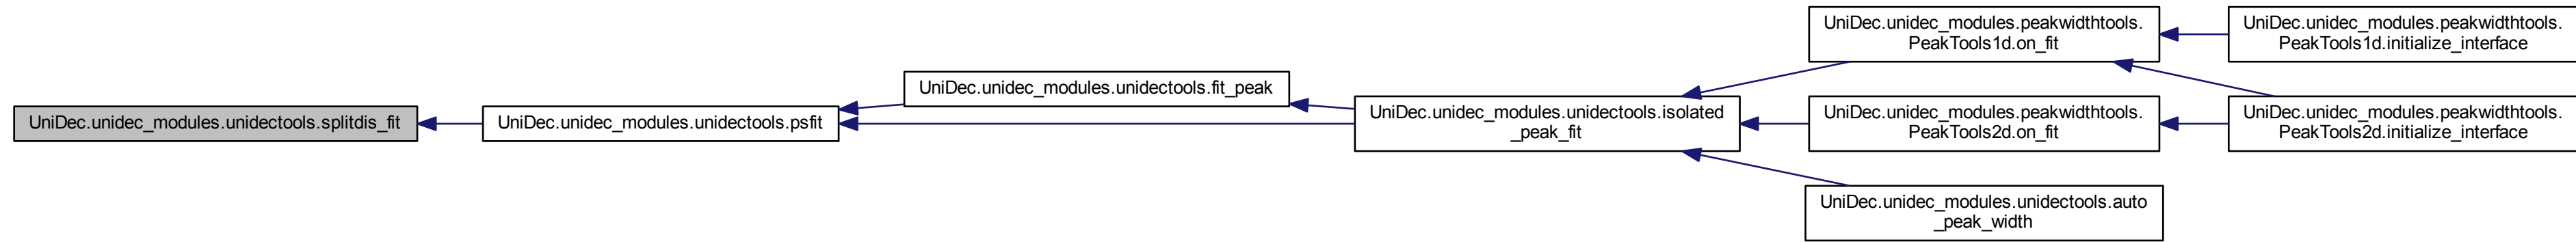 UniDec.unidec_modules.unidectools.splitdis_fit
UniDec.unidec_modules.unidectools.psfit
UniDec.unidec_modules.unidectools.fit_peak
UniDec.unidec_modules.unidectools.isolated
_peak_fit
UniDec.unidec_modules.peakwidthtools.
PeakTools1d.on_fit
UniDec.unidec_modules.peakwidthtools.
PeakTools1d.initialize_interface
UniDec.unidec_modules.peakwidthtools.
PeakTools2d.on_fit
UniDec.unidec_modules.peakwidthtools.
PeakTools2d.initialize_interface
UniDec.unidec_modules.unidectools.auto
_peak_width